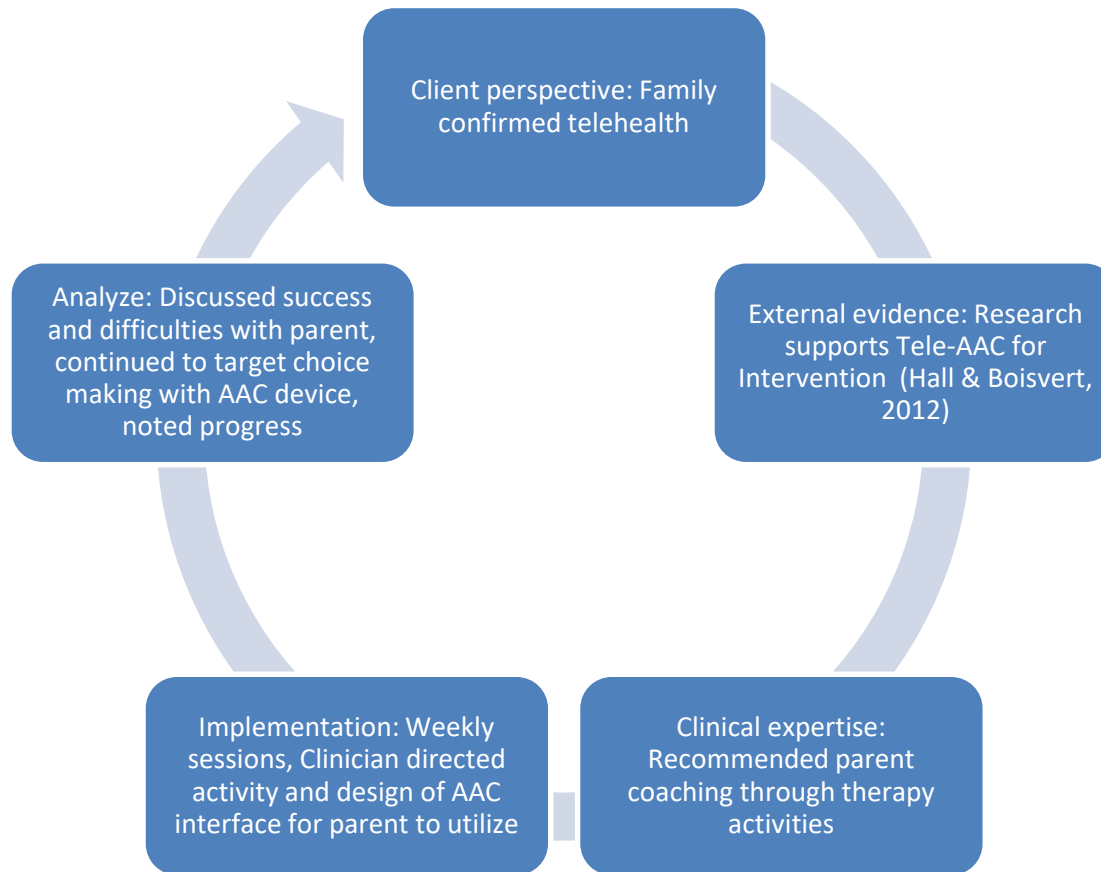 Client perspective: Family
confirmed telehealth
External evidence: Research
supports Tele-AAC for
Intervention  (Hall & Boisvert,
2012)
Clinical expertise:
Recommended parent
coaching through therapy
activities
Implementation: Weekly
sessions, Clinician directed
activity and design of AAC
interface for parent to utilize
Analyze: Discussed success
and difficulties with parent,
continued to target choice
making with AAC device,
noted progress